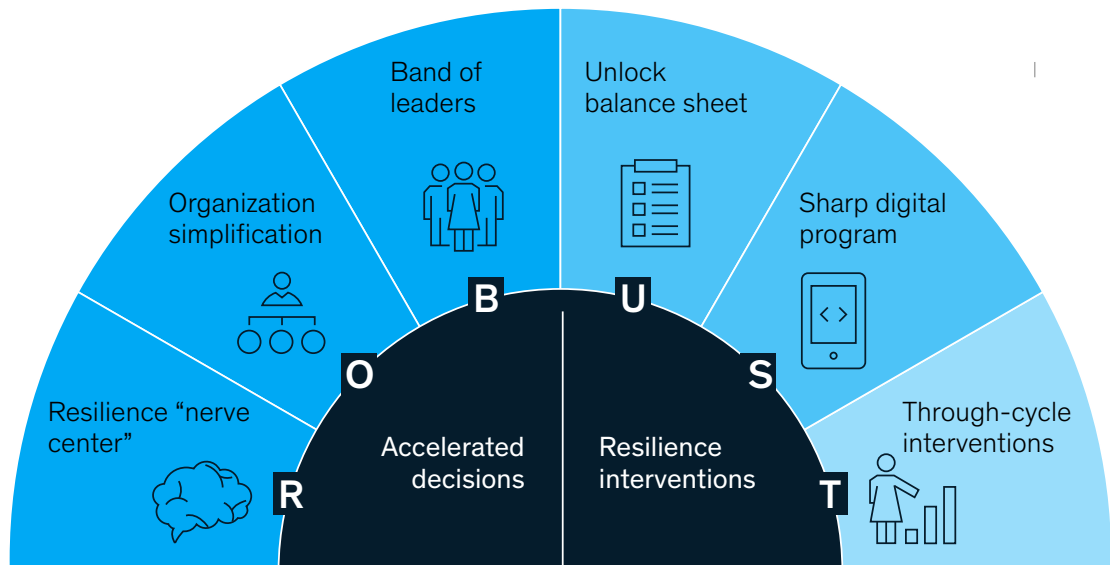 Band of
leaders
Unlock
balance sheet
Organization
simplification
Sharp digital
program
Resilience “nerve
center”
Through-cycle
interventions
R
O
B
U
S
T
Accelerated
decisions
Resilience
interventions